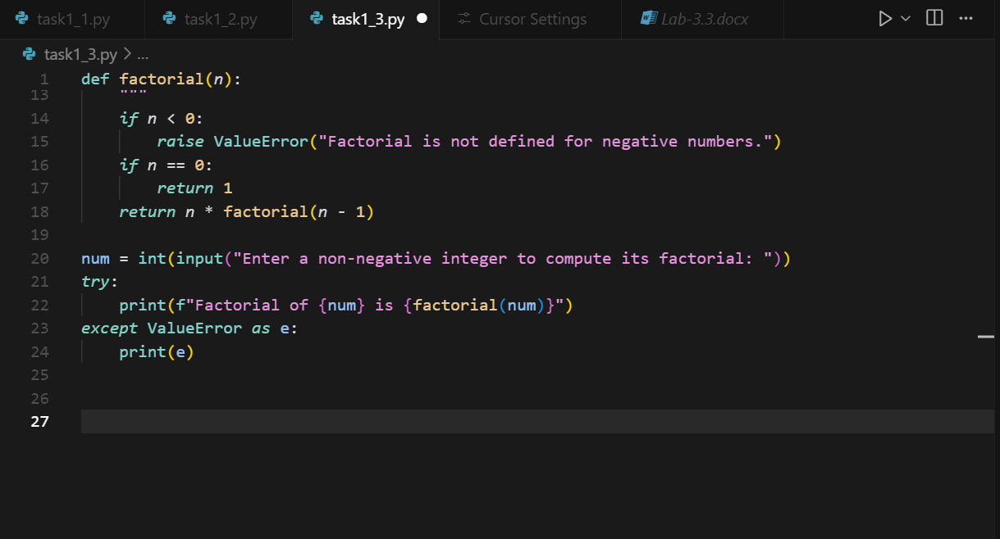 task1_1.py task1_2.py task1_3.py Cursor Settings Lab-3.3.docx
task1_3.py > ...
1 def factorial(n):
13 """
14 if n < 0:
15 raise ValueError("Factorial is not defined for negative numbers.")
16 if n == 0:
17 return 1
18 return n * factorial(n - 1)
19
20 num = int(input("Enter a non-negative integer to compute its factorial: "))
21 try:
22 print(f"Factorial of {num} is {factorial(num)}")
23 except ValueError as e:
24 print(e)
25
26
27